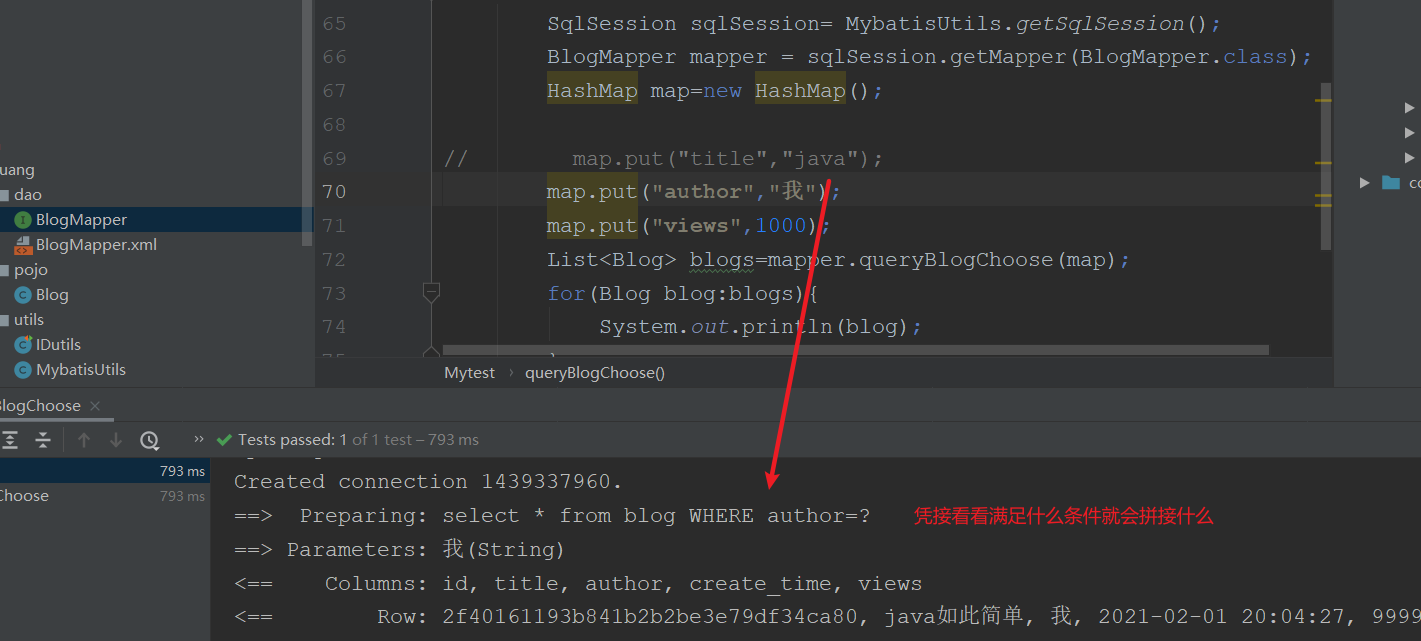 65 SqlSession sqlSession= MybatisUtils.getSqlSession();
66 BlogMapper mapper = sqlSession.getMapper(BlogMapper.class);
67 HashMap map=new HashMap();
68
69 // map.put("title","java");
70 map.put("author","我");
71 map.put("views",1000);
72 List<Blog> blogs=mapper.queryBlogChoose(map);
73 for(Blog blog:blogs){
74 System.out.println(blog);
uang
dao
BlogMapper
BlogMapper.xml
pojo
Blog
utils
IDutils
MybatisUtils
co
Mytest › queryBlogChoose()
BlogChoose ×
Tests passed: 1 of 1 test – 793 ms
793 ms
Choose 793 ms
Created connection 1439337960.
==> Preparing: select * from blog WHERE author=? 凭接看看满足什么条件就会拼接什么
==> Parameters: 我(String)
<== Columns: id, title, author, create_time, views
<== Row: 2f40161193b841b2b2be3e79df34ca80, java如此简单, 我, 2021-02-01 20:04:27, 9999